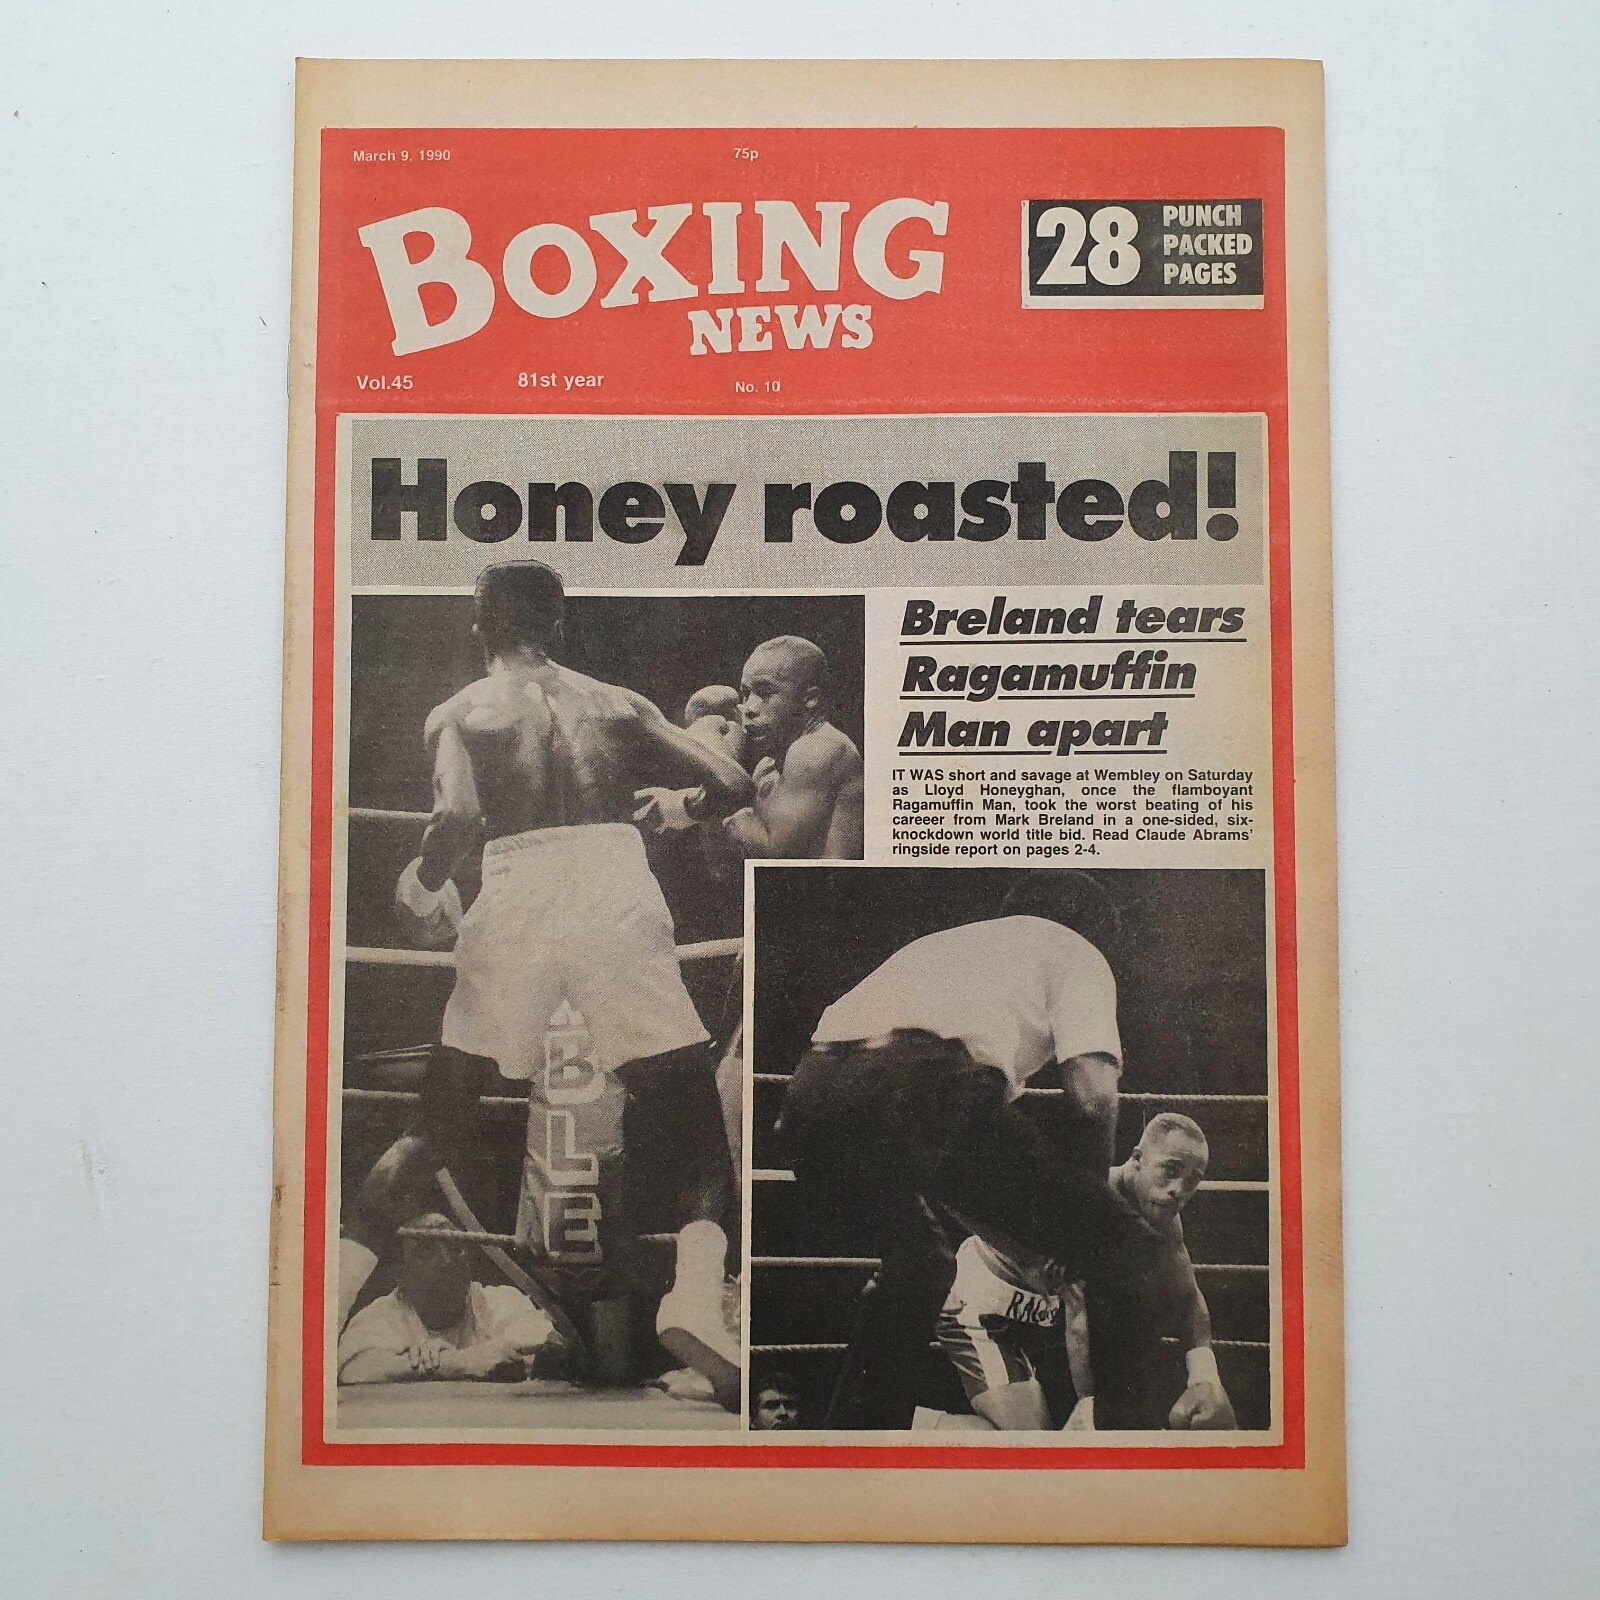 March 9, 1990
75p
BOXING
NEWS
28
PUNCH
PACKED
PAGES
Vol.45
81st year
No. 10
Honey roasted!
Breland tears
Ragamuffin
Man apart
IT WAS short and savage at Wembley on Saturday
as Lloyd Honeyghan, once the flamboyant
Ragamuffin Man, took the worst beating of his
careeer from Mark Breland in a one-sided, six-
knockdown world title bid. Read Claude Abrams'
ringside report on pages 2-4.
BLE